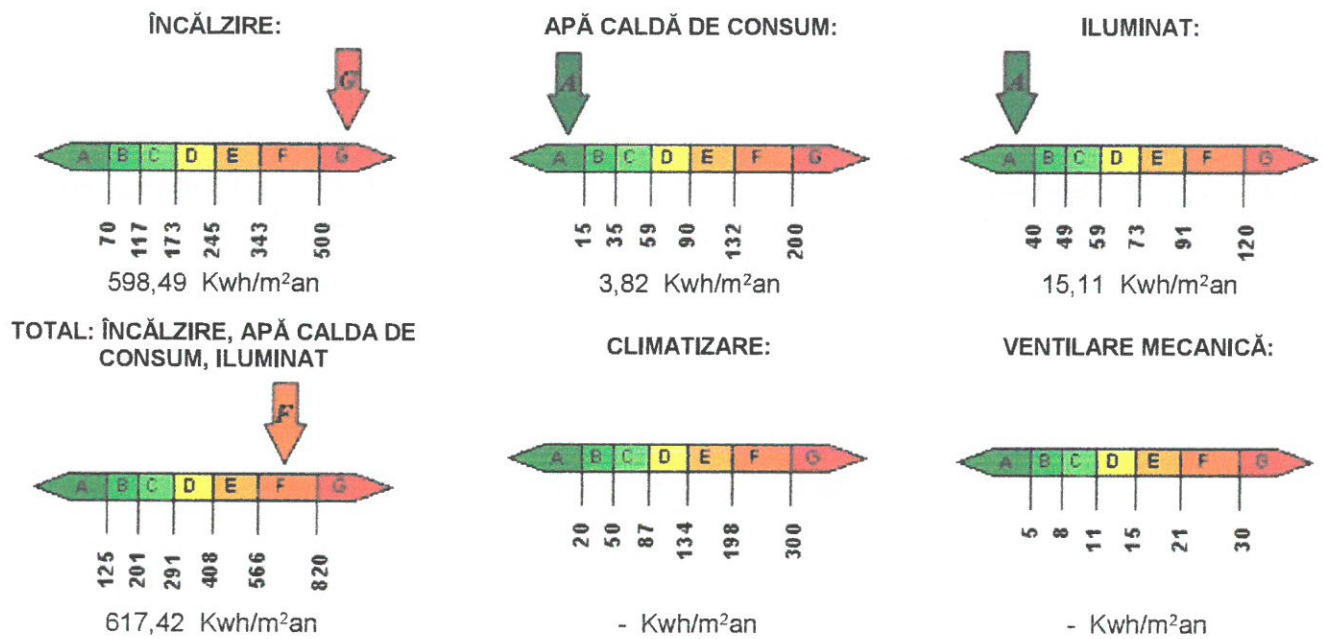 ÎNCĂLZIRE:
G
A B C D E F G
70 117 173 245 343 500
598,49 Kwh/m²an
APĂ CALDĂ DE CONSUM:
A
A B C D E F G
15 35 59 90 132 200
3,82 Kwh/m²an
ILUMINAT:
A
A B C D E F G
40 49 59 73 91 120
15,11 Kwh/m²an
TOTAL: ÎNCĂLZIRE, APĂ CALDA DE
CONSUM, ILUMINAT
F
A B C D E F G
125 201 291 408 566 820
617,42 Kwh/m²an
CLIMATIZARE:
A B C D E F G
20 50 87 134 198 300
- Kwh/m²an
VENTILARE MECANICĂ:
A B C D E F G
5 8 11 15 21 30
- Kwh/m²an